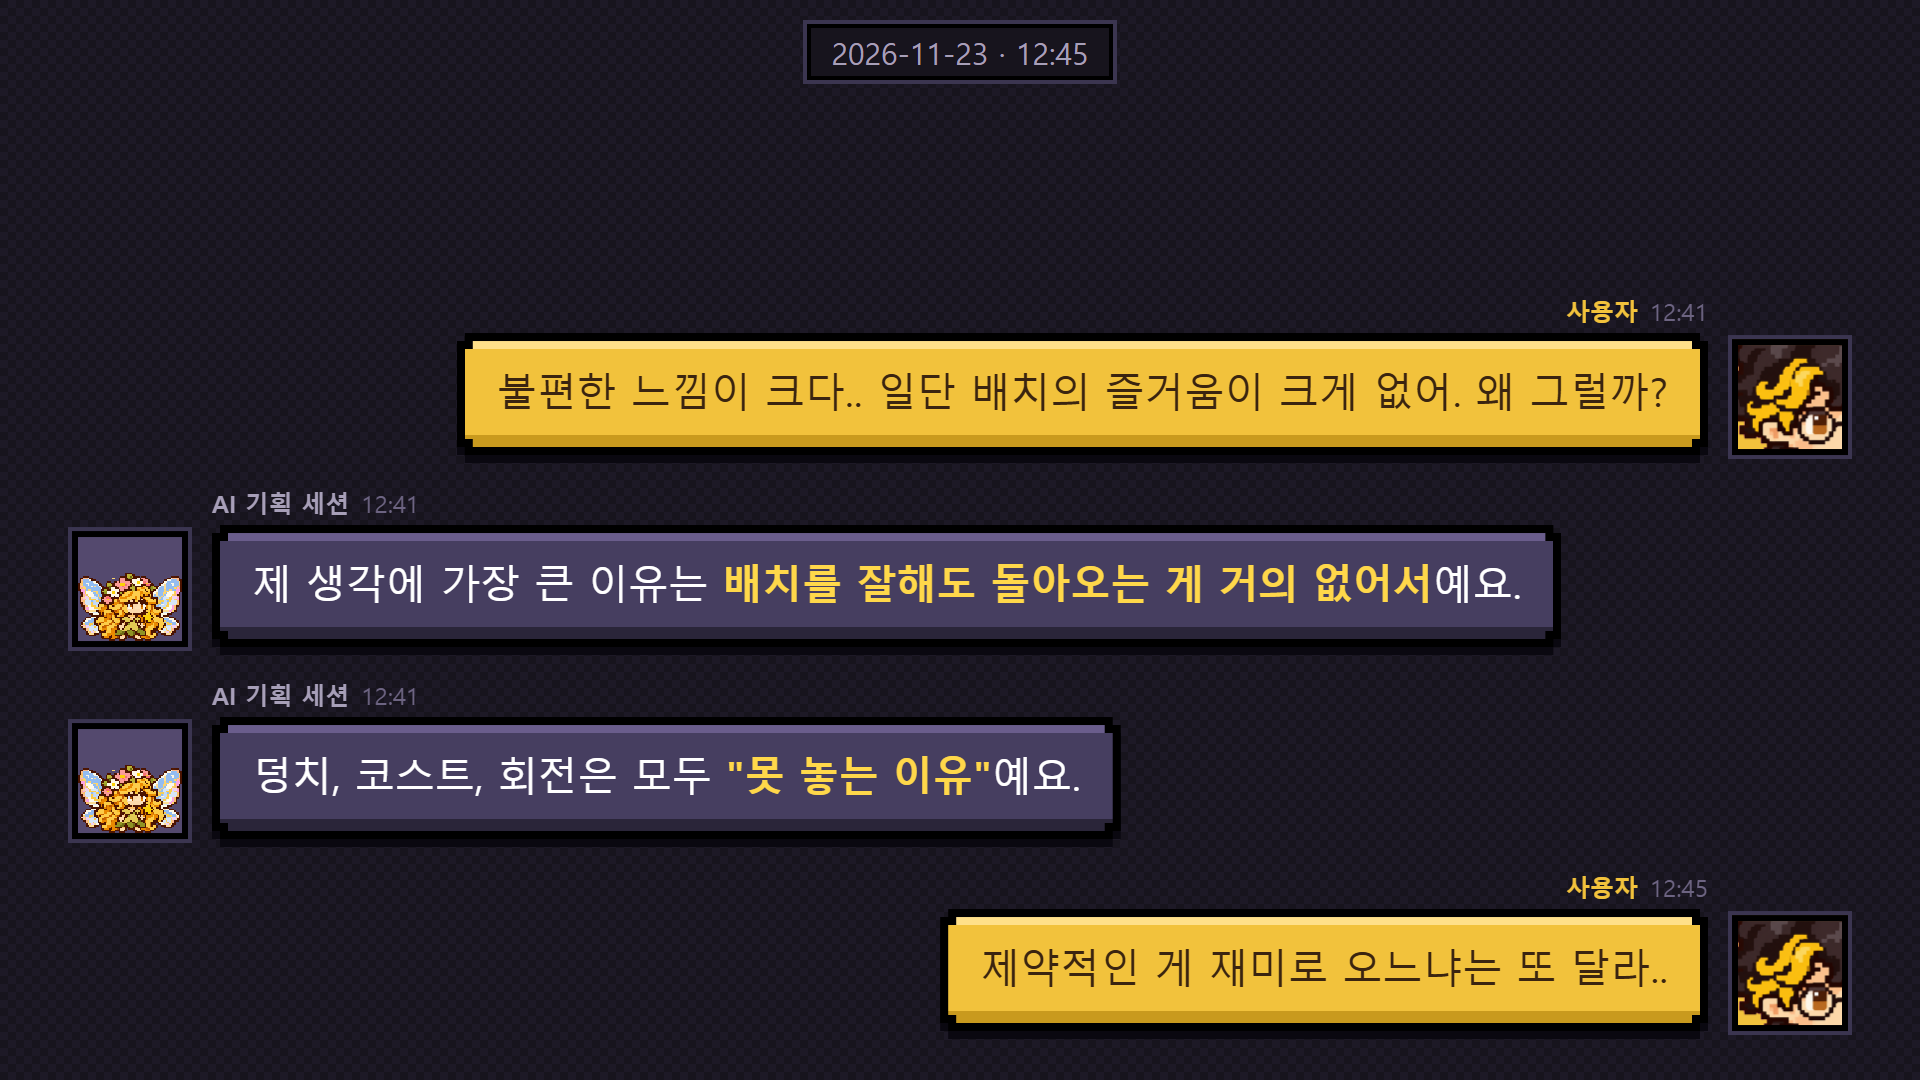 2026-11-23 · 12:45
사용자 12:41
불편한 느낌이 크다.. 일단 배치의 즐거움이 크게 없어. 왜 그럴까?
AI 기획 세션 12:41
제 생각에 가장 큰 이유는 배치를 잘해도 돌아오는 게 거의 없어서예요.
AI 기획 세션 12:41
덩치, 코스트, 회전은 모두 "못 놓는 이유"예요.
사용자 12:45
제약적인 게 재미로 오느냐는 또 달라..